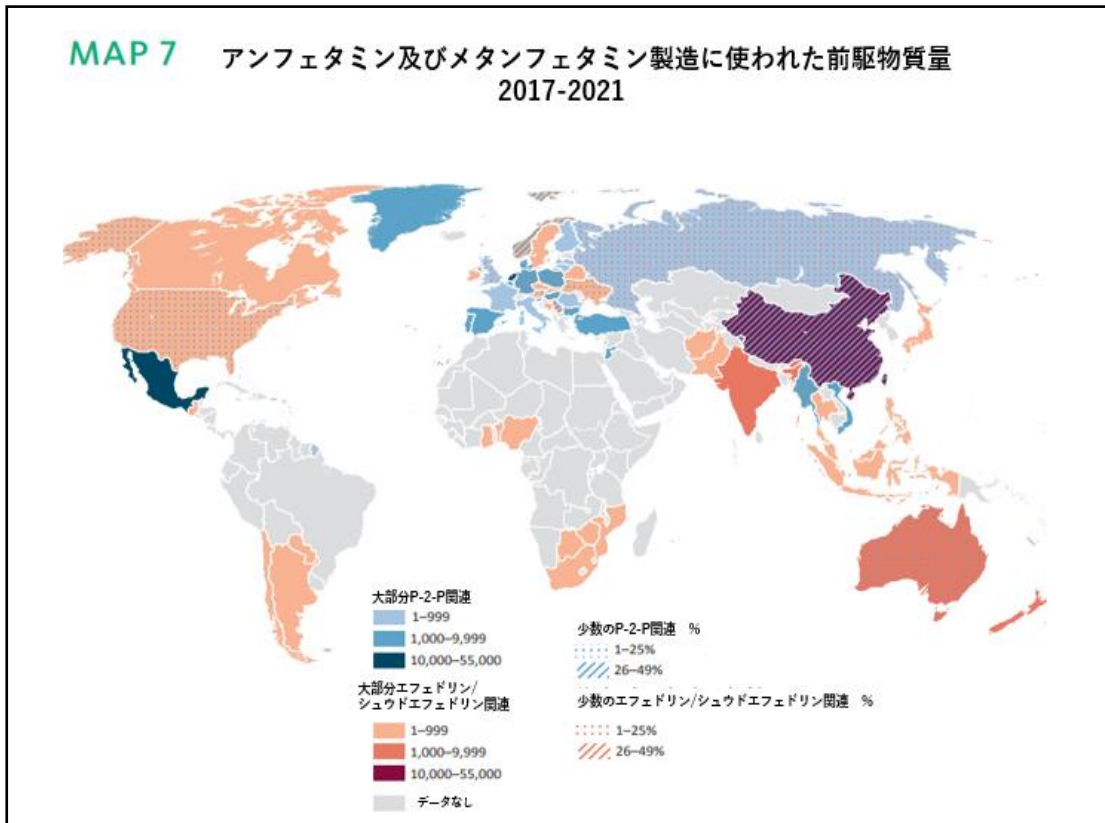 MAP 7
アンフェタミン及びメタンフェタミン製造に使われた前駆物質量
2017-2021
大部分P-2-P関連
1–999
1,000–9,999
10,000–55,000
大部分エフェドリン/
シュウドエフェドリン関連
1–999
1,000–9,999
10,000–55,000
データなし
少数のP-2-P関連 %
1–25%
26–49%
少数のエフェドリン/シュウドエフェドリン関連 %
1–25%
26–49%